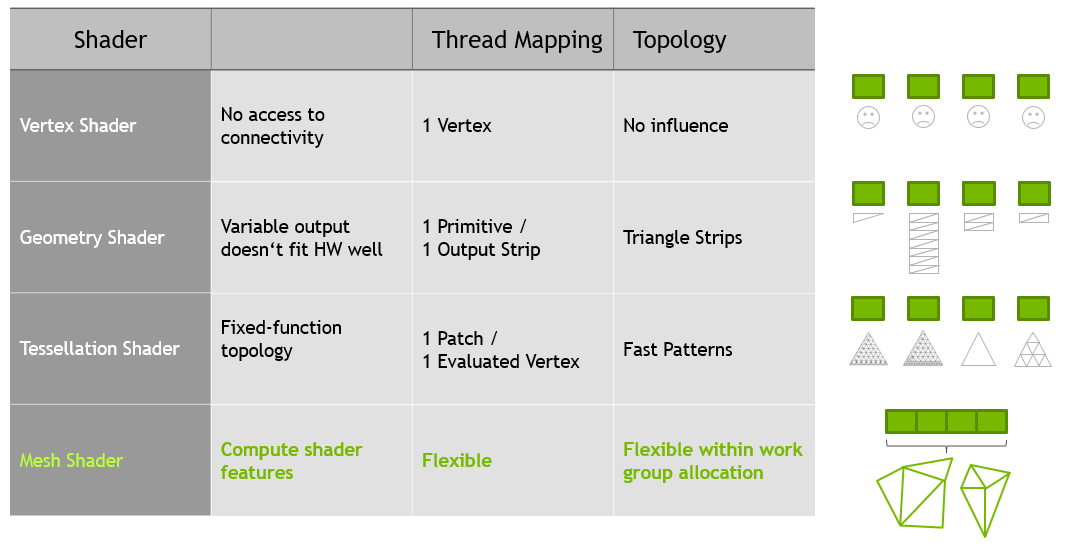 Shader
Thread Mapping
Topology
Vertex Shader
No access to
connectivity
1 Vertex
No influence
Geometry Shader
Variable output
doesn‘t fit HW well
1 Primitive /
1 Output Strip
Triangle Strips
Tessellation Shader
Fixed-function
topology
1 Patch /
1 Evaluated Vertex
Fast Patterns
Mesh Shader
Compute shader
features
Flexible
Flexible within work
group allocation